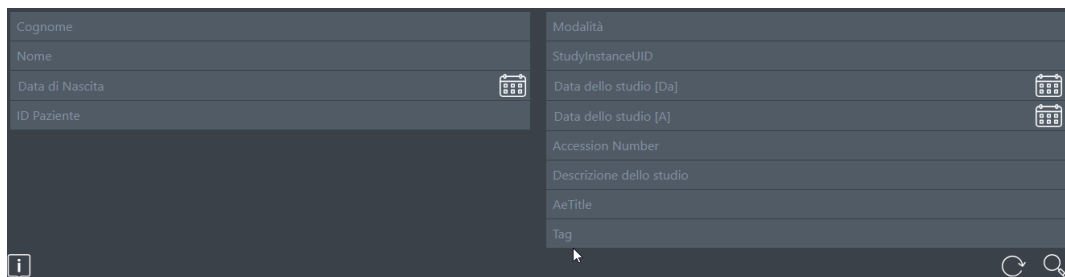 Cognome
Nome
Data di Nascita
ID Paziente
Modalità
StudyInstanceUID
Data dello studio [Da]
Data dello studio [A]
Accession Number
Descrizione dello studio
AeTitle
Tag